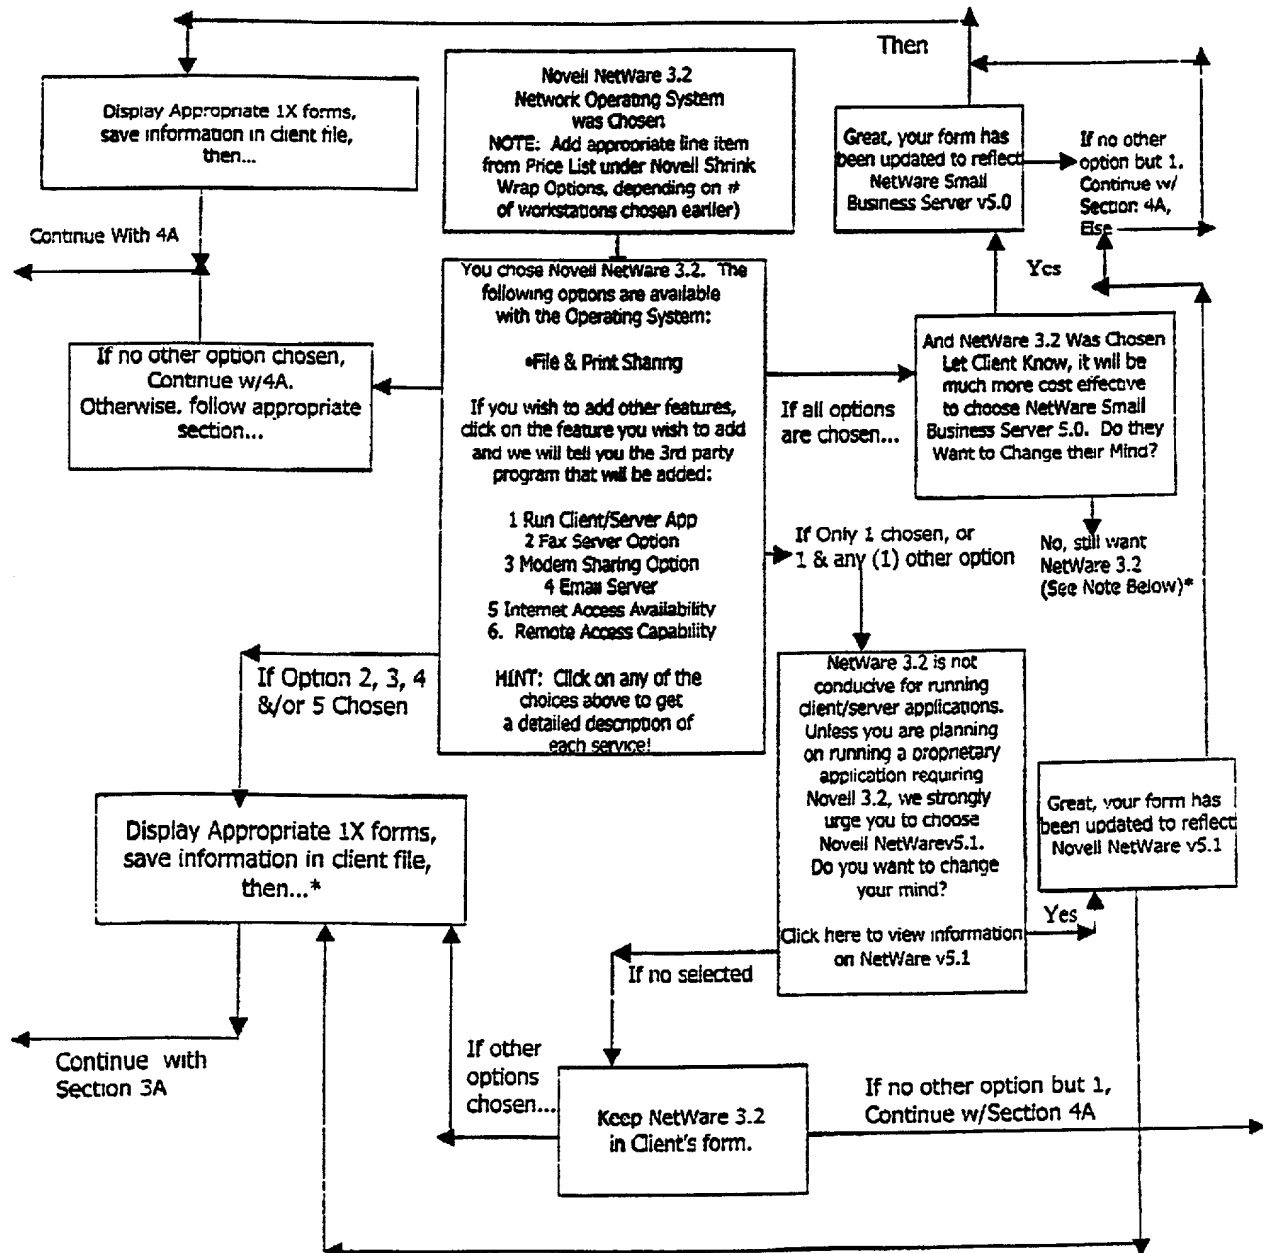 Then
Display Appropriate 1X forms,
save information in client file,
then...
Novell NetWare 3.2
Network Operating System
was Chosen
NOTE: Add appropriate line item
from Price List under Novell Shrink
Wrap Options, depending on #
of workstations chosen earlier)
Great, your form has
been updated to reflect
NetWare Small
Business Server v5.0
If no other
option but 1.
Continue w/
Section 4A,
Else
Continue With 4A
Yes
You chose Novell NetWare 3.2. The
following options are available
with the Operating System:
•File & Print Sharing
If you wish to add other features,
click on the feature you wish to add
and we will tell you the 3rd party
program that will be added:
1 Run Client/Server App
2 Fax Server Option
3 Modem Sharing Option
4 Email Server
5 Internet Access Availability
6. Remote Access Capability
HINT: Click on any of the
choices above to get
a detailed description of
each service!
If no other option chosen,
Continue w/4A.
Otherwise, follow appropriate
section...
If all options
are chosen...
And NetWare 3.2 Was Chosen
Let Client Know, it will be
much more cost effective
to choose NetWare Small
Business Server 5.0. Do they
Want to Change their Mind?
If Only 1 chosen, or
1 & any (1) other option
No, still want
NetWare 3.2
(See Note Below)*
If Option 2, 3, 4
&/or 5 Chosen
NetWare 3.2 is not
conducive for running
client/server applications.
Unless you are planning
on running a proprietary
application requiring
Novell 3.2, we strongly
urge you to choose
Novell NetWarev5.1.
Do you want to change
your mind?
Click here to view information
on NetWare v5.1
Great, your form has
been updated to reflect
Novell NetWare v5.1
Yes
Display Appropriate 1X forms,
save information in client file,
then...*
If no selected
Continue with
Section 3A
If other
options
chosen...
Keep NetWare 3.2
in Client's form.
If no other option but 1,
Continue w/Section 4A